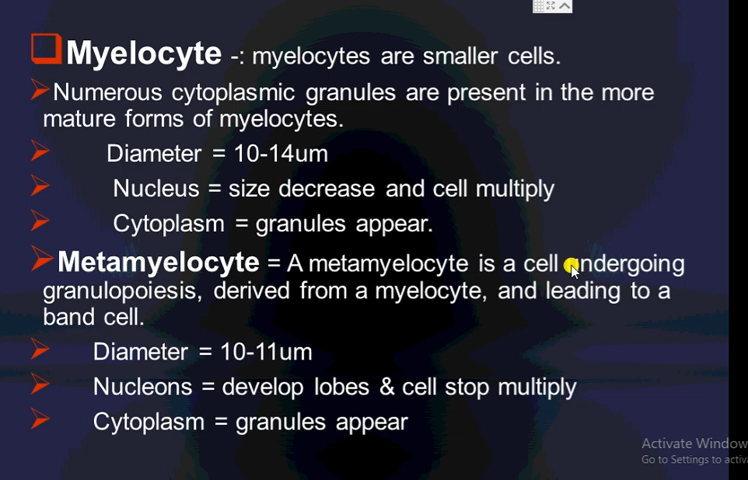 Myelocyte -: myelocytes are smaller cells.
Numerous cytoplasmic granules are present in the more
mature forms of myelocytes.
Diameter = 10-14um
Nucleus = size decrease and cell multiply
Cytoplasm = granules appear.
Metamyelocyte = A metamyelocyte is a cell undergoing
granulopoiesis, derived from a myelocyte, and leading to a
band cell.
Diameter = 10-11um
Nucleons = develop lobes & cell stop multiply
Cytoplasm = granules appear
Activate Window
Go to Settings to activa